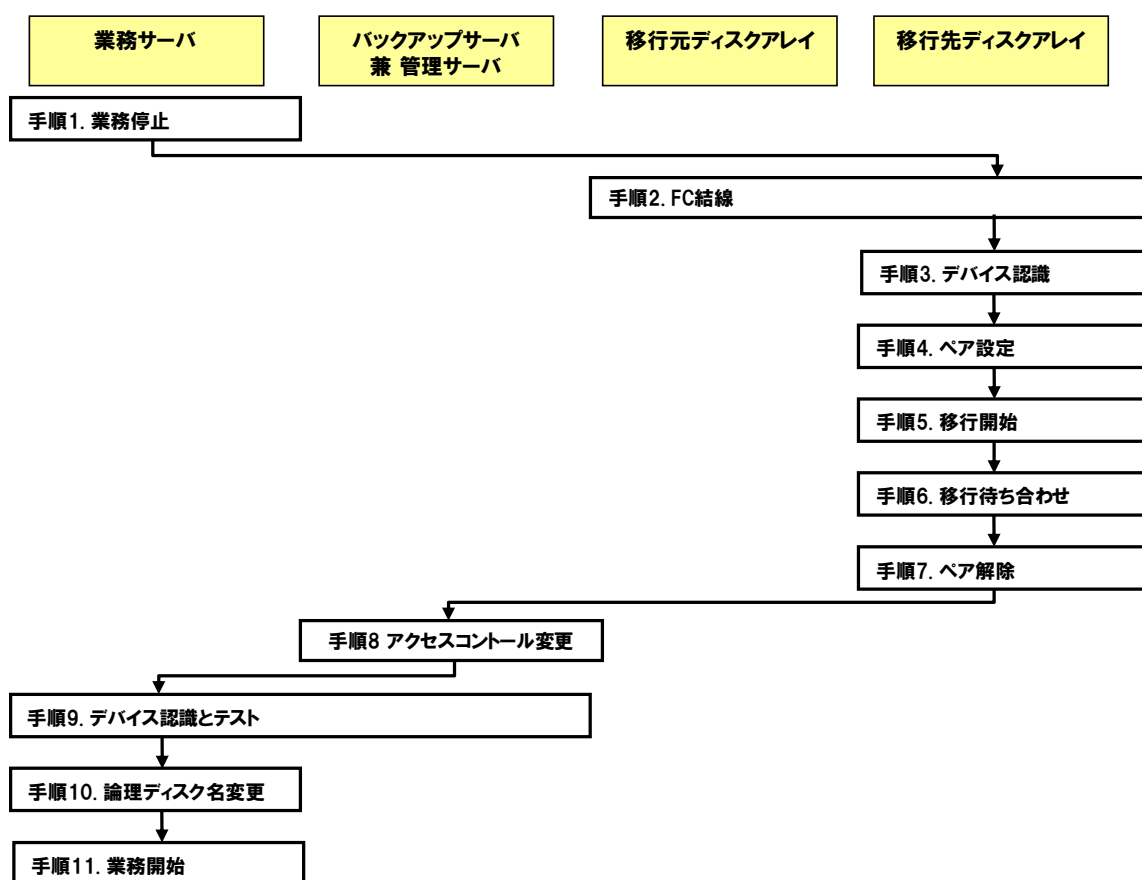 業務サーバ
バックアップサーバ
兼 管理サーバ
移行元ディスクアレイ
移行先ディスクアレイ
手順1. 業務停止
手順2. FC結線
手順3. デバイス認識
手順4. ペア設定
手順5. 移行開始
手順6. 移行待ち合わせ
手順7. ペア解除
手順8 アクセスコントロール変更
手順9. デバイス認識とテスト
手順10. 論理ディスク名変更
手順11. 業務開始